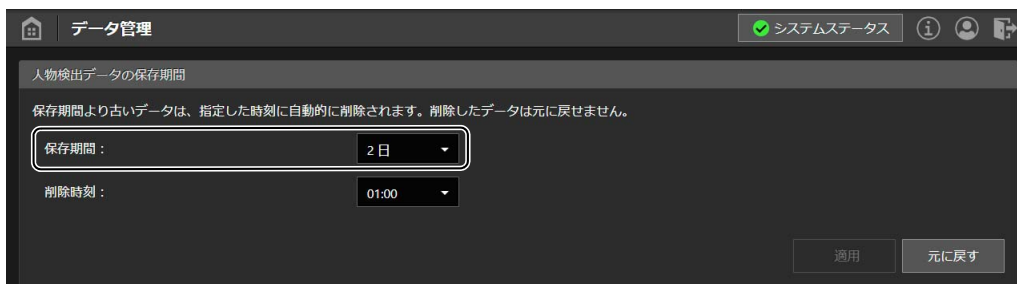 データ管理
システムステータス
人物検出データの保存期間
保存期間より古いデータは、指定した時刻に自動的に削除されます。削除したデータは元に戻せません。
保存期間： 2日
削除時刻： 01:00
適用 元に戻す